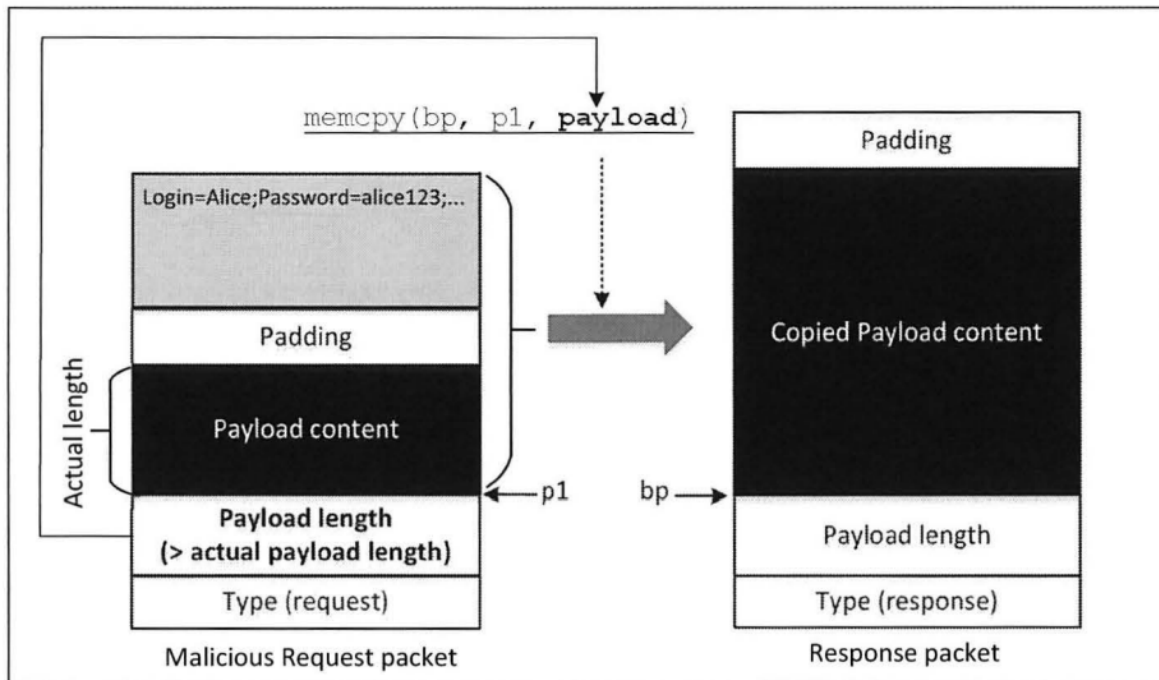 memcpy(bp, p1, payload)
Login=Alice;Password=alice123;...
Padding
Payload content
Actual length
p1
Payload length
(> actual payload length)
Type (request)
Malicious Request packet
Padding
Copied Payload content
bp
Payload length
Type (response)
Response packet